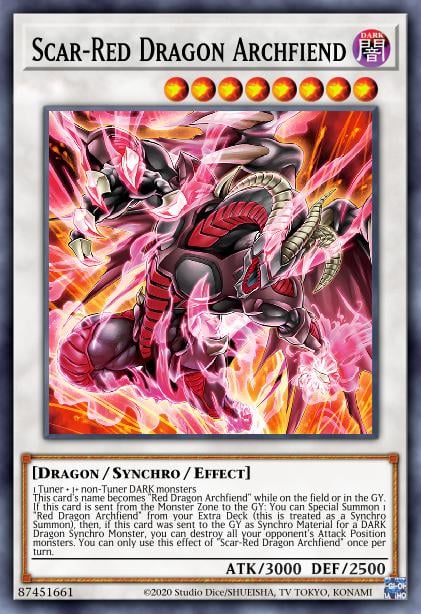 Scar-Red Dragon Archfiend
DARK
闇
[Dragon / Synchro / Effect]
1 Tuner + 1+ non-Tuner DARK monsters
This card's name becomes "Red Dragon Archfiend" while on the field or in the GY.
If this card is sent from the Monster Zone to the GY: You can Special Summon 1
"Red Dragon Archfiend" from your Extra Deck (this is treated as a Synchro
Summon), then, if this card was sent to the GY as Synchro Material for a DARK
Dragon Synchro Monster, you can destroy all your opponent's Attack Position
monsters. You can only use this effect of "Scar-Red Dragon Archfiend" once per
turn.
ATK/3000 DEF/2500
87451661 ©2020 Studio Dice/SHUEISHA, TV TOKYO, KONAMI